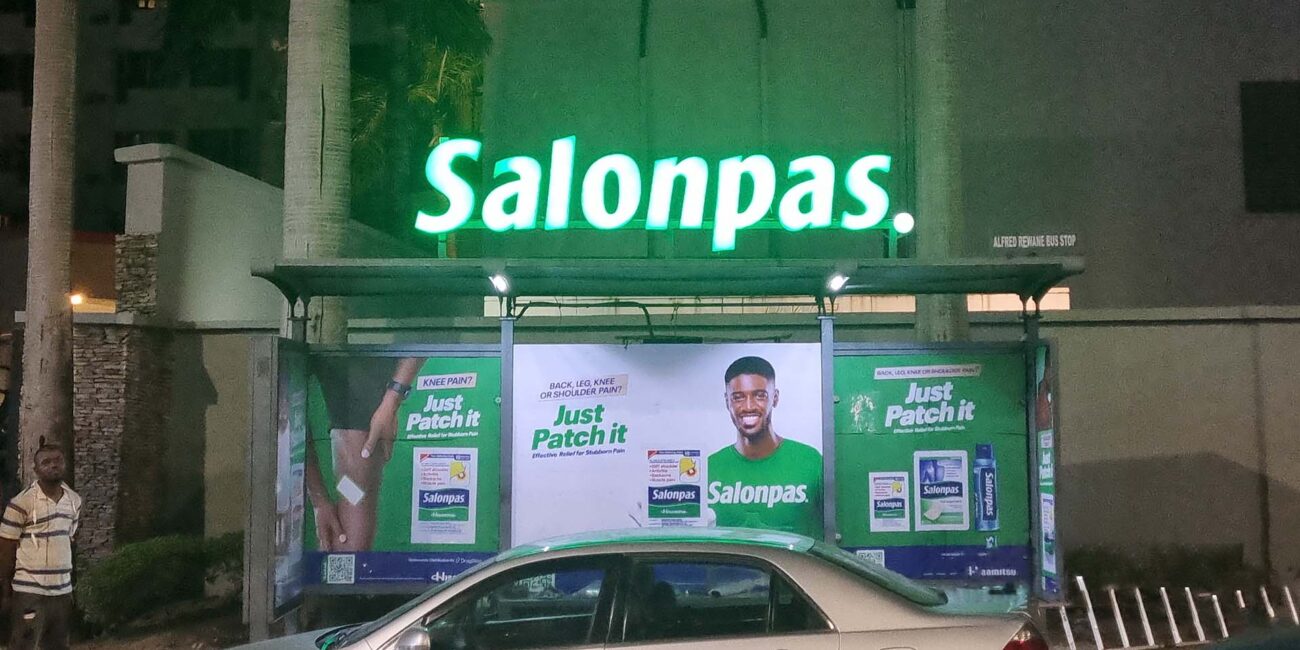 Salonpas.
ALFRED REWANE BUS STOP
KNEE PAIN?
Just
Patch it
Effective Relief for Stubborn Pain
Salonpas
BACK, LEG, KNEE
OR SHOULDER PAIN?
Just
Patch it
Effective Relief for Stubborn Pain
Salonpas
Salonpas.
BACK, LEG, KNEE OR SHOULDER PAIN?
Just
Patch it
Effective Relief for Stubborn Pain
Salonpas
Salonpas
Salonpas